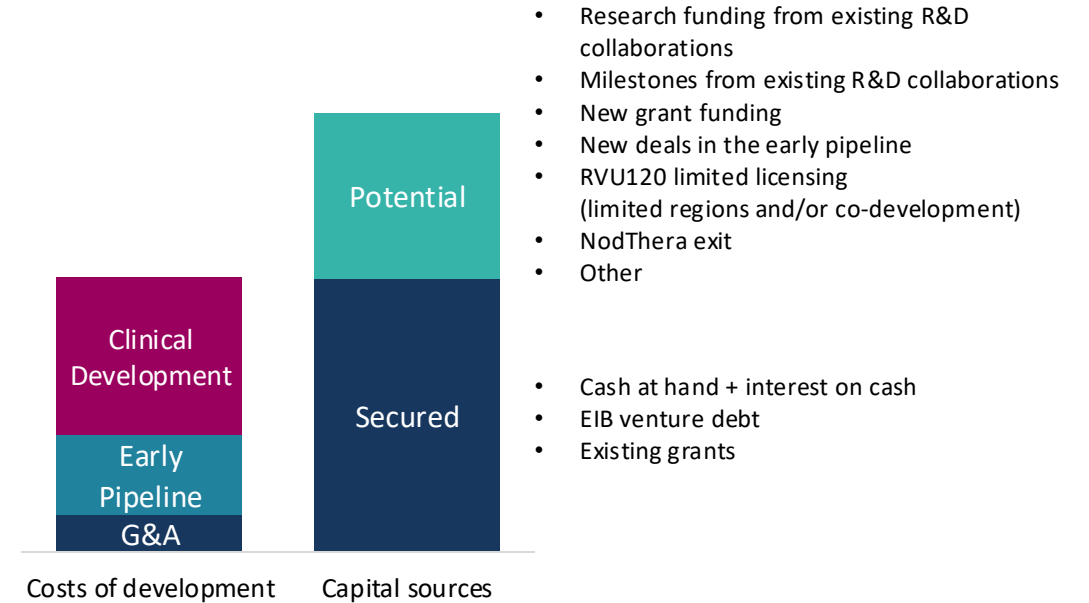 • Research funding from existing R&D
collaborations
• Milestones from existing R&D collaborations
• New grant funding
• New deals in the early pipeline
• RVU120 limited licensing
(limited regions and/or co-development)
• NodThera exit
• Other
Potential
Clinical
Development
Early
Pipeline
G&A
Secured
• Cash at hand + interest on cash
• EIB venture debt
• Existing grants
Costs of development
Capital sources